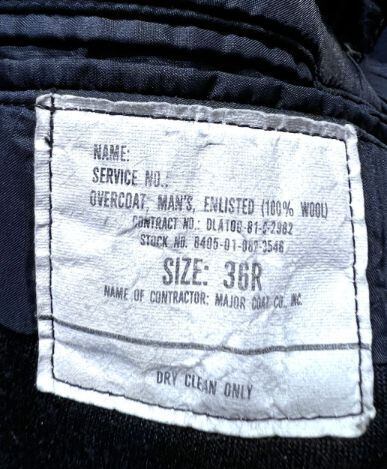 NAME:
SERVICE NO.:
OVERCOAT, MAN'S, ENLISTED (100% WOOL)
CONTRACT NO.: DLA100-81-C-2982
STOCK NO. 8405-01-062-3546
SIZE: 36R
NAME OF CONTRACTOR: MAJOR COAT CO. INC.
DRY CLEAN ONLY